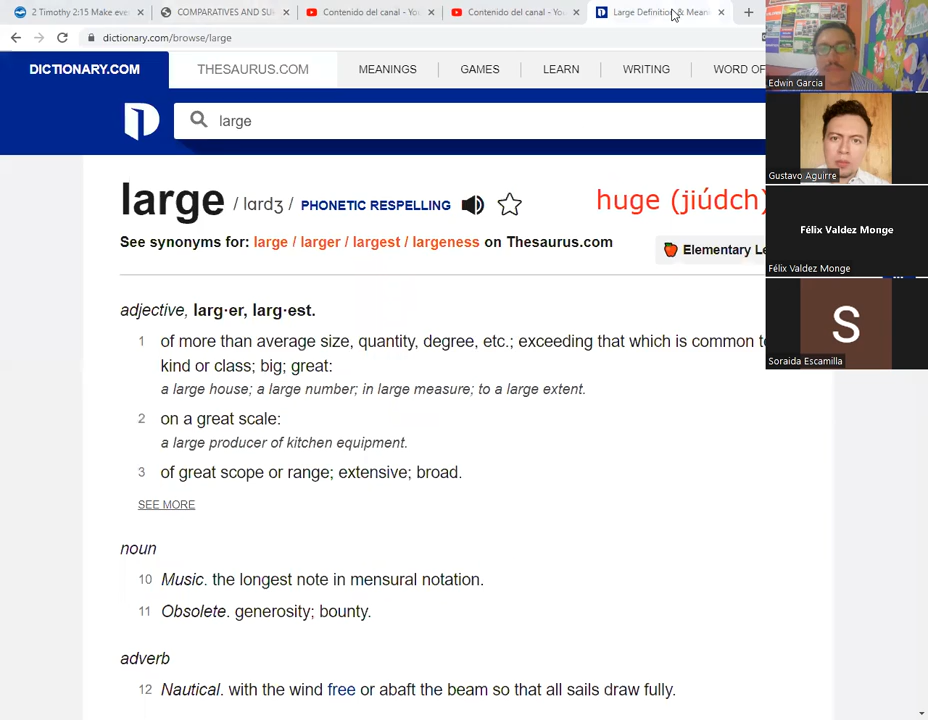 2 Timothy 2:15 Make eve
COMPARATIVES AND SU
Contenido del canal - You
Contenido del canal - You
Large Definition & Meani
dictionary.com/browse/large
DICTIONARY.COM
THESAURUS.COM
MEANINGS
GAMES
LEARN
WRITING
WORD OF
large
large / lɑrdʒ / PHONETIC RESPELLING
huge (jiúdch)
See synonyms for: large / larger / largest / largeness on Thesaurus.com
Elementary Le
adjective, larg·er, larg·est.
1 of more than average size, quantity, degree, etc.; exceeding that which is common to
kind or class; big; great:
a large house; a large number; in large measure; to a large extent.
2 on a great scale:
a large producer of kitchen equipment.
3 of great scope or range; extensive; broad.
SEE MORE
noun
10 Music. the longest note in mensural notation.
11 Obsolete. generosity; bounty.
adverb
12 Nautical. with the wind free or abaft the beam so that all sails draw fully.
Edwin Garcia
Gustavo Aguirre
Félix Valdez Monge
Félix Valdez Monge
S
Soraida Escamilla